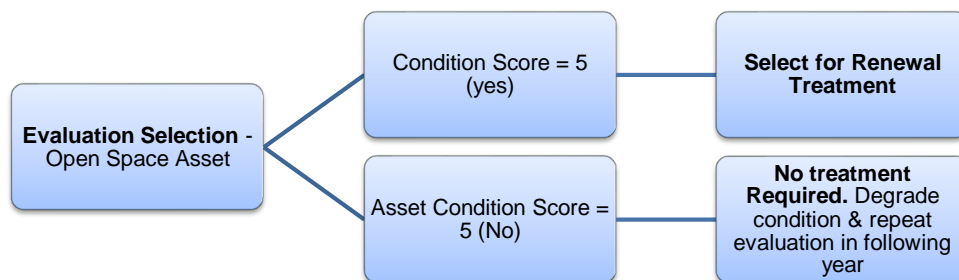 Evaluation Selection -
Open Space Asset
Condition Score = 5
(yes)
Select for Renewal
Treatment
Asset Condition Score =
5 (No)
No treatment
Required. Degrade
condition & repeat
evaluation in following
year